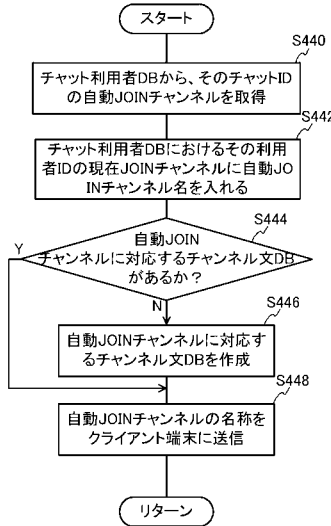 スタート
S440
チャット利用者DBから、そのチャットID
の自動JOINチャンネルを取得
S442
チャット利用者DBにおけるその利用
者IDの現在JOINチャンネルに自動JO
INチャンネル名を入れる
S444
自動JOIN
チャンネルに対応するチャンネル文DB
があるか?
Y
N
S446
自動JOINチャンネルに対応す
るチャンネル文DBを作成
S448
自動JOINチャンネルの名称を
クライアント端末に送信
リターン